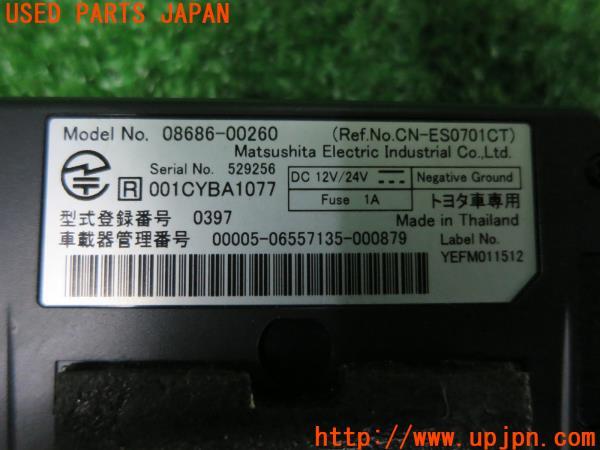 USED PARTS JAPAN
Model No. 08686-00260 (Ref.No.CN-ES0701CT)
Matsushita Electric Industrial Co.,Ltd.
Serial No. 529256
R 001CYBA1077
DC 12V/24V Negative Ground
Fuse 1A トヨタ車専用
型式登録番号 0397 Made in Thailand
車載器管理番号 00005-06557135-000879 Label No.
YEFM011512
http://www.upjpn.com/